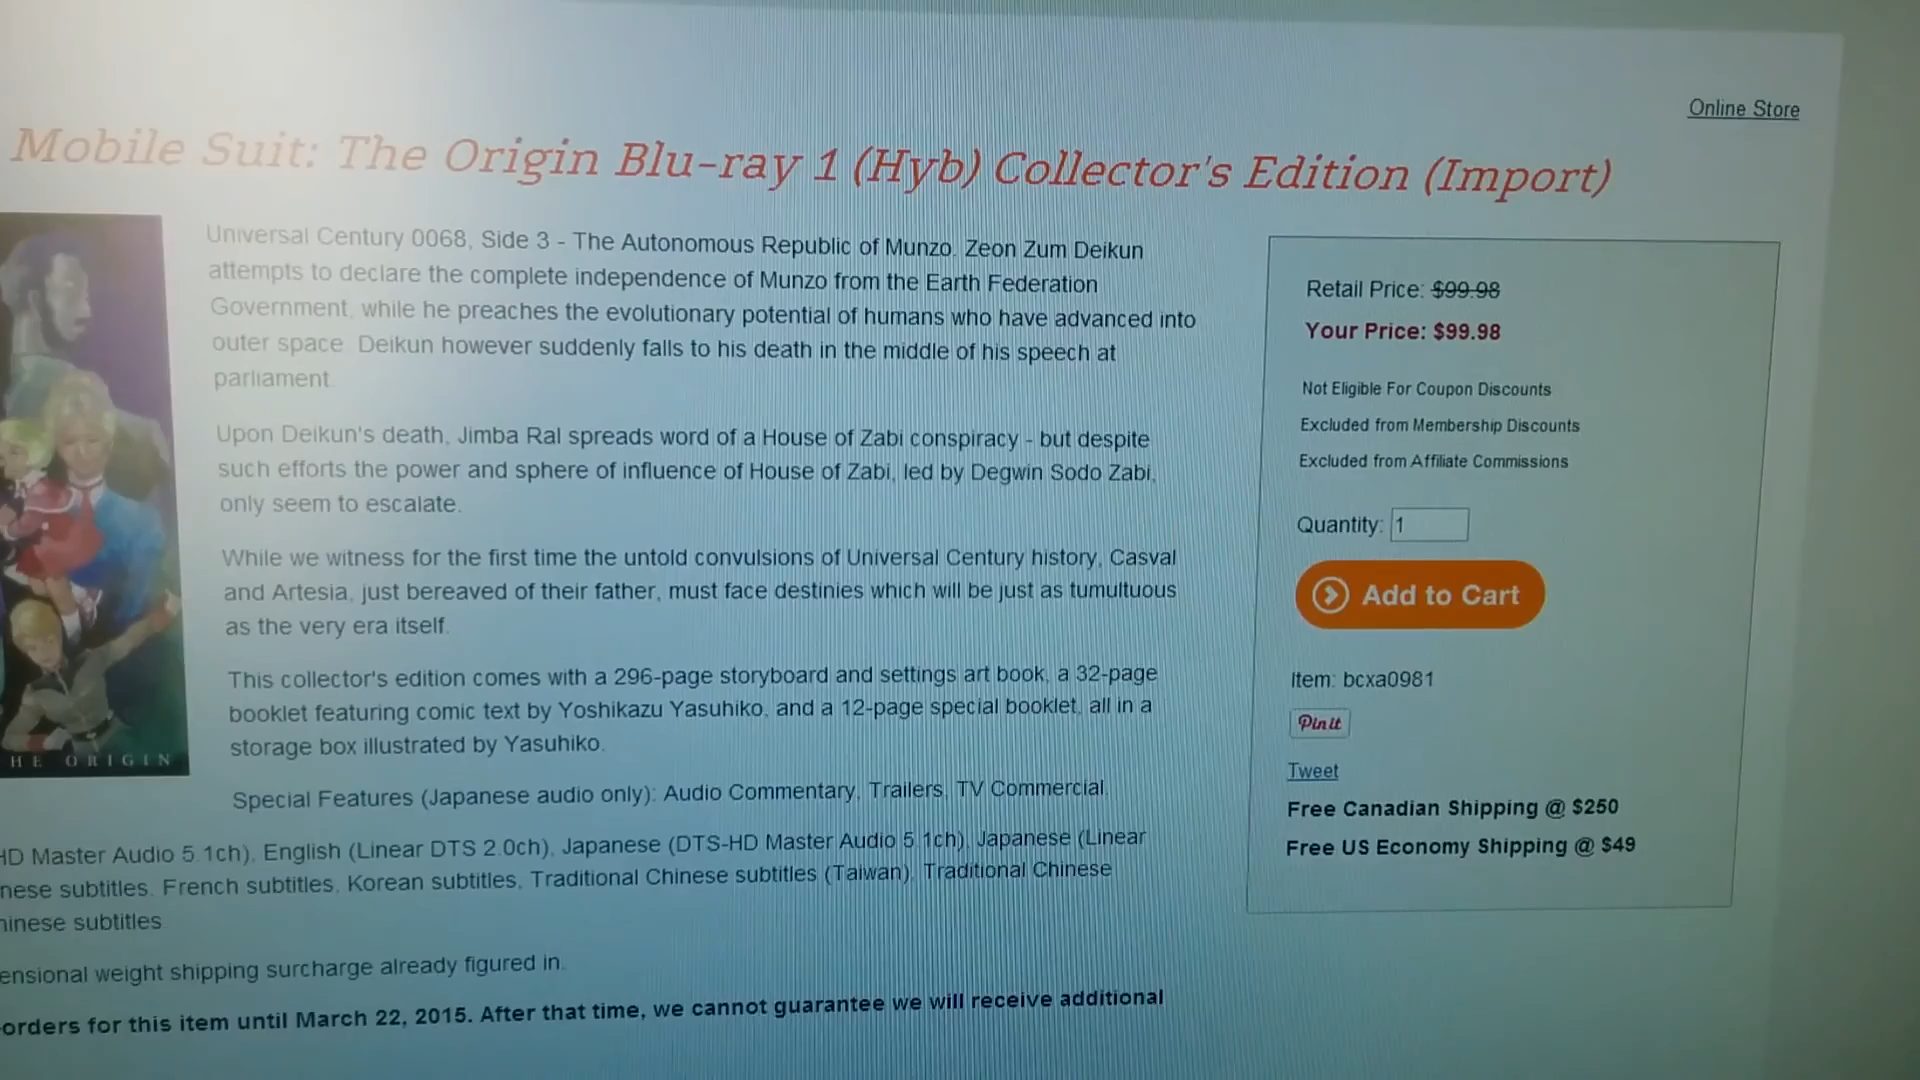 Online Store
Mobile Suit: The Origin Blu-ray 1 (Hyb) Collector's Edition (Import)
Universal Century 0068, Side 3 - The Autonomous Republic of Munzo. Zeon Zum Deikun
attempts to declare the complete independence of Munzo from the Earth Federation
Government, while he preaches the evolutionary potential of humans who have advanced into
outer space. Deikun however suddenly falls to his death in the middle of his speech at
parliament.
Upon Deikun's death, Jimba Ral spreads word of a House of Zabi conspiracy - but despite
such efforts the power and sphere of influence of House of Zabi, led by Degwin Sodo Zabi,
only seem to escalate.
While we witness for the first time the untold convulsions of Universal Century history, Casval
and Artesia, just bereaved of their father, must face destinies which will be just as tumultuous
as the very era itself.
This collector's edition comes with a 296-page storyboard and settings art book, a 32-page
booklet featuring comic text by Yoshikazu Yasuhiko, and a 12-page special booklet, all in a
storage box illustrated by Yasuhiko.
Special Features (Japanese audio only): Audio Commentary, Trailers, TV Commercial.
HD Master Audio 5.1ch), English (Linear DTS 2.0ch), Japanese (DTS-HD Master Audio 5.1ch), Japanese (Linear
nese subtitles, French subtitles, Korean subtitles, Traditional Chinese subtitles (Taiwan), Traditional Chinese
hinese subtitles
ensional weight shipping surcharge already figured in.
-orders for this item until March 22, 2015. After that time, we cannot guarantee we will receive additional
HE ORIGIN
Retail Price: $99.98
Your Price: $99.98
Not Eligible For Coupon Discounts
Excluded from Membership Discounts
Excluded from Affiliate Commissions
Quantity: 1
Add to Cart
Item: bcxa0981
Pin it
Tweet
Free Canadian Shipping @ $250
Free US Economy Shipping @ $49